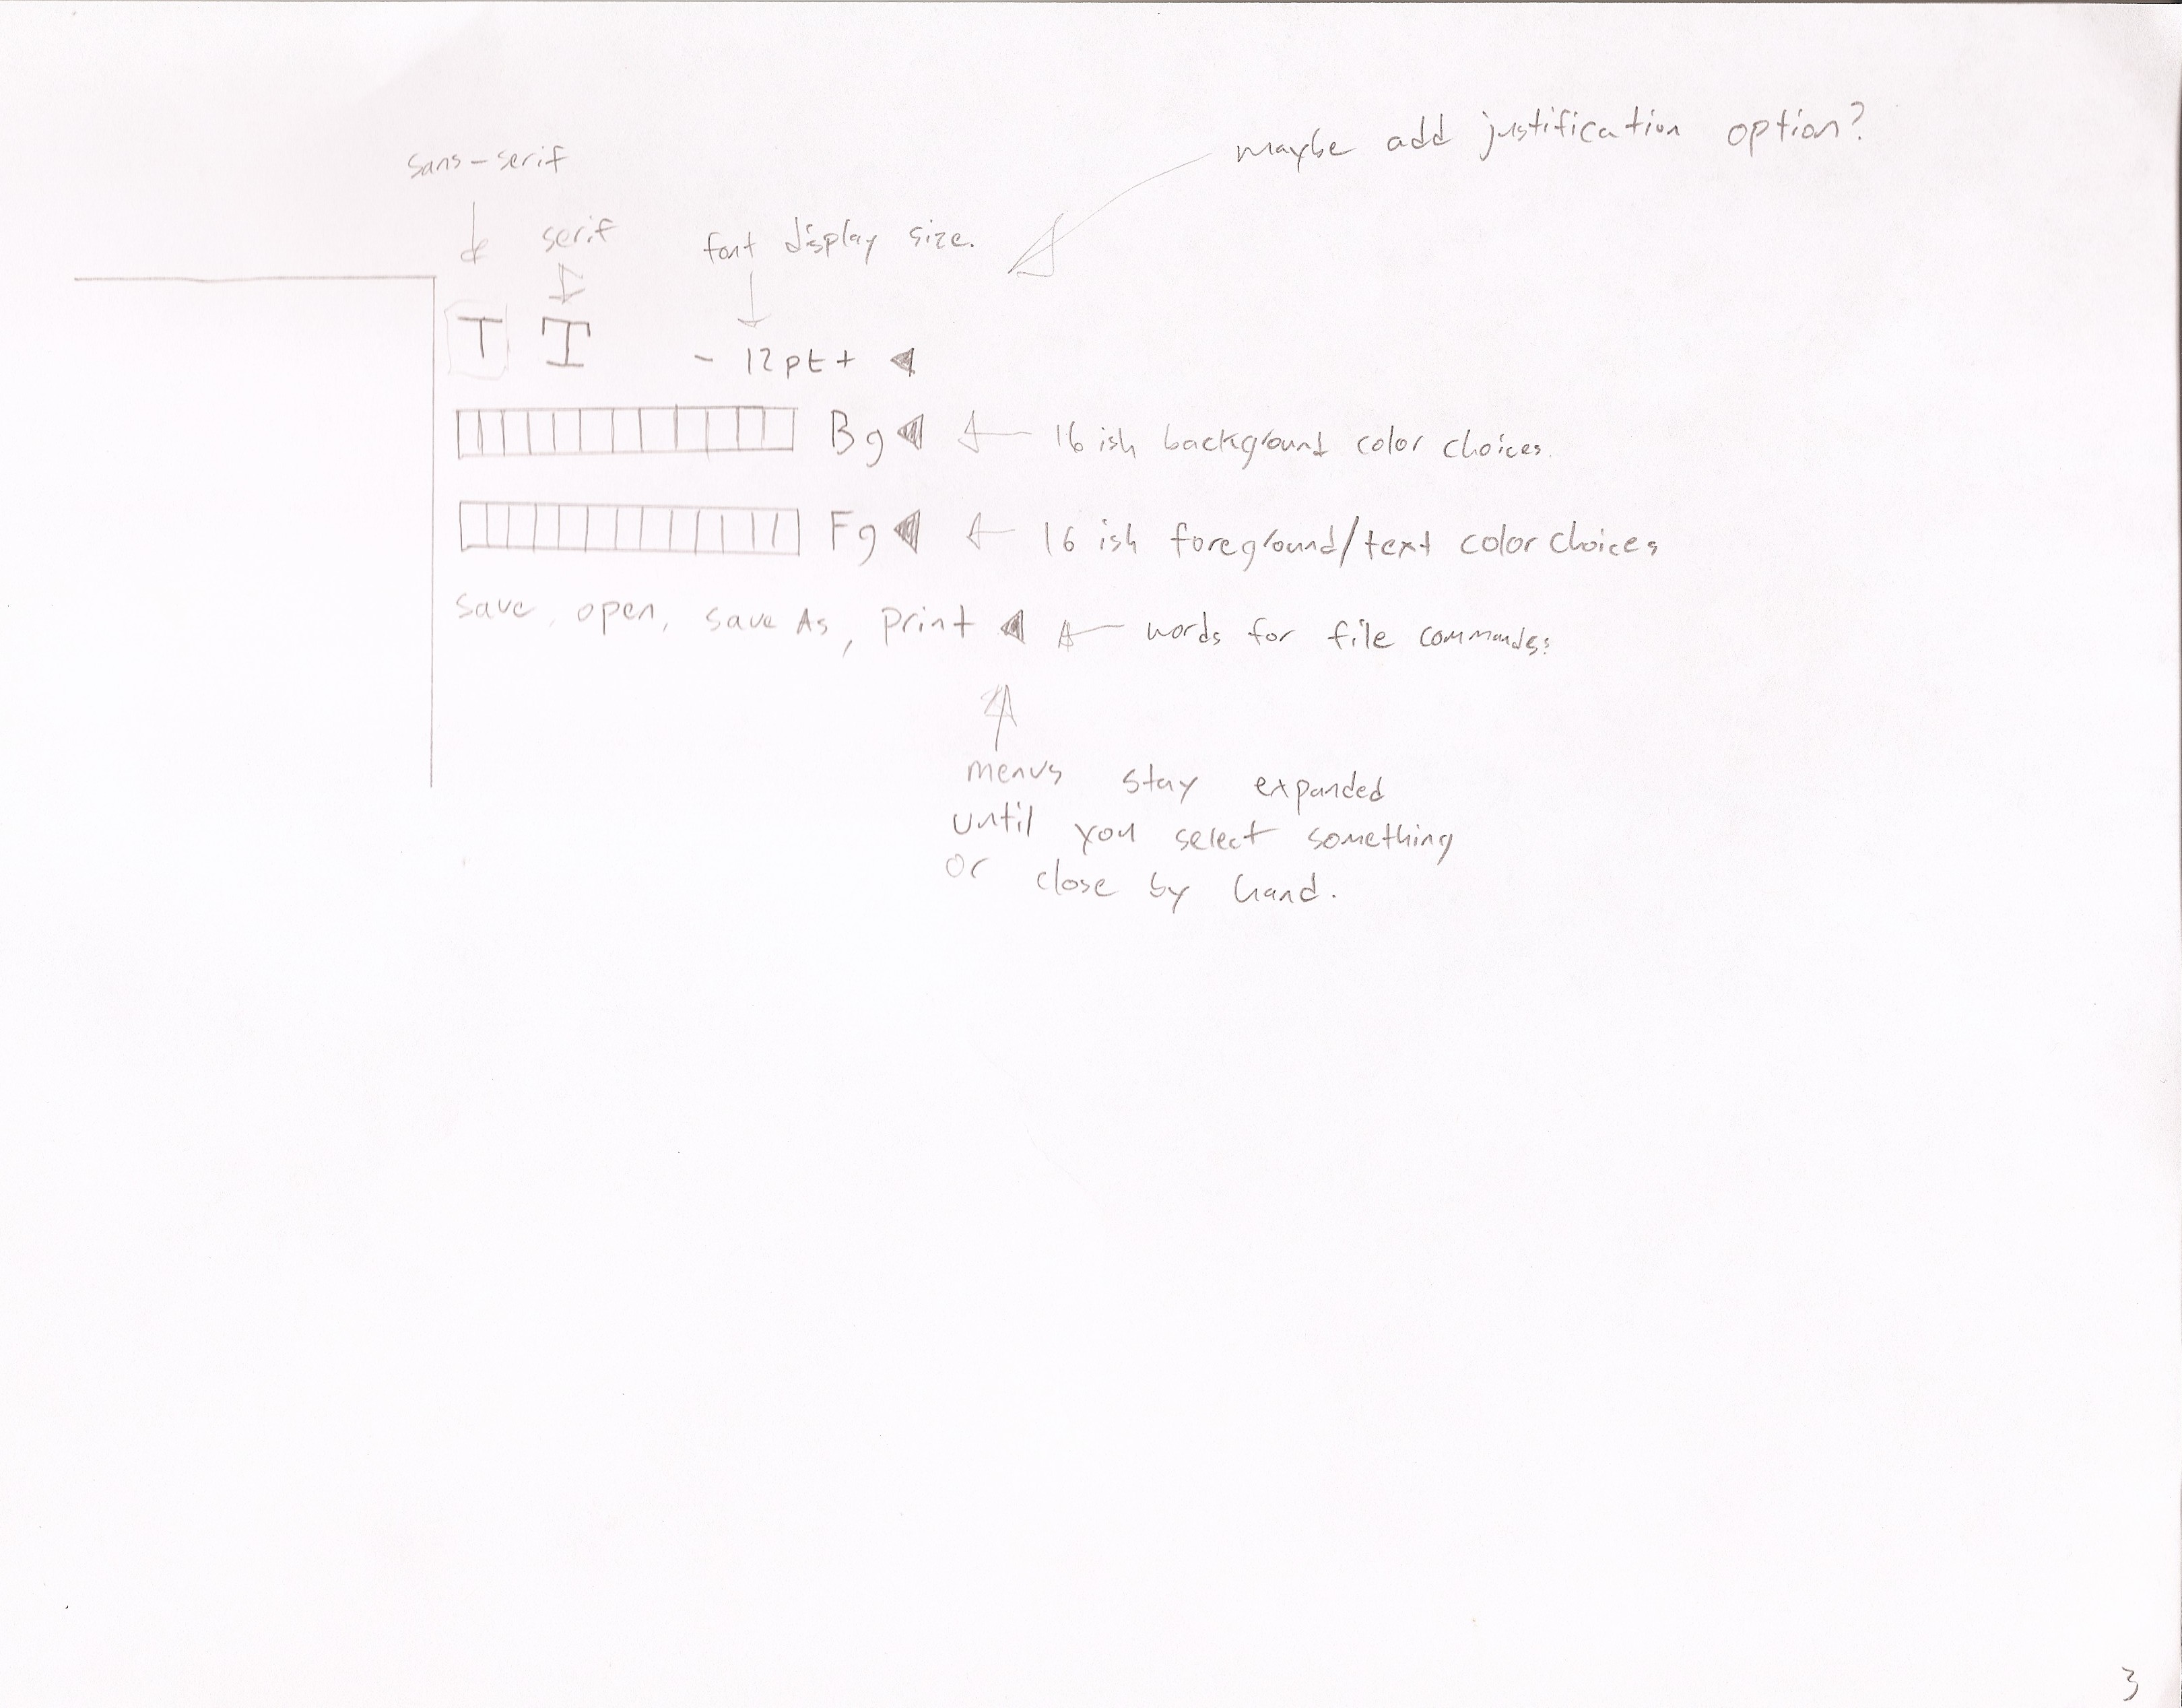 maybe add justification option?
sans-serif
serif
font display size.
T T - 12pt +
Bg 16 ish background color choices.
Fg 16 ish foreground/text color choices
save, open, save As, print words for file commands.
menus stay expanded
until you select something
or close by hand.
3